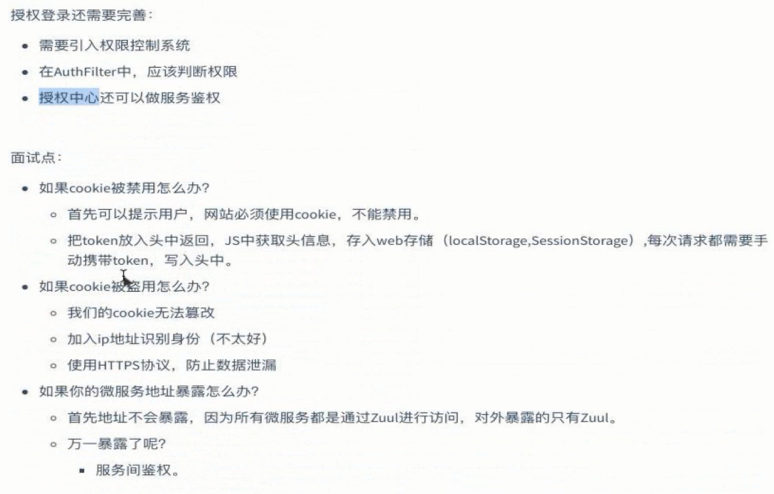 授权登录还需要完善：
需要引入权限控制系统
在AuthFilter中，应该判断权限
授权中心还可以做服务鉴权
面试点：
如果cookie被禁用怎么办？
首先可以提示用户，网站必须使用cookie，不能禁用。
把token放入头中返回，JS中获取头信息，存入web存储（localStorage,SessionStorage）,每次请求都需要手
动携带token，写入头中。
如果cookie被盗用怎么办？
我们的cookie无法篡改
加入ip地址识别身份（不太好）
使用HTTPS协议，防止数据泄漏
如果你的微服务地址暴露怎么办？
首先地址不会暴露，因为所有微服务都是通过Zuul进行访问，对外暴露的只有Zuul。
万一暴露了呢？
服务间鉴权。